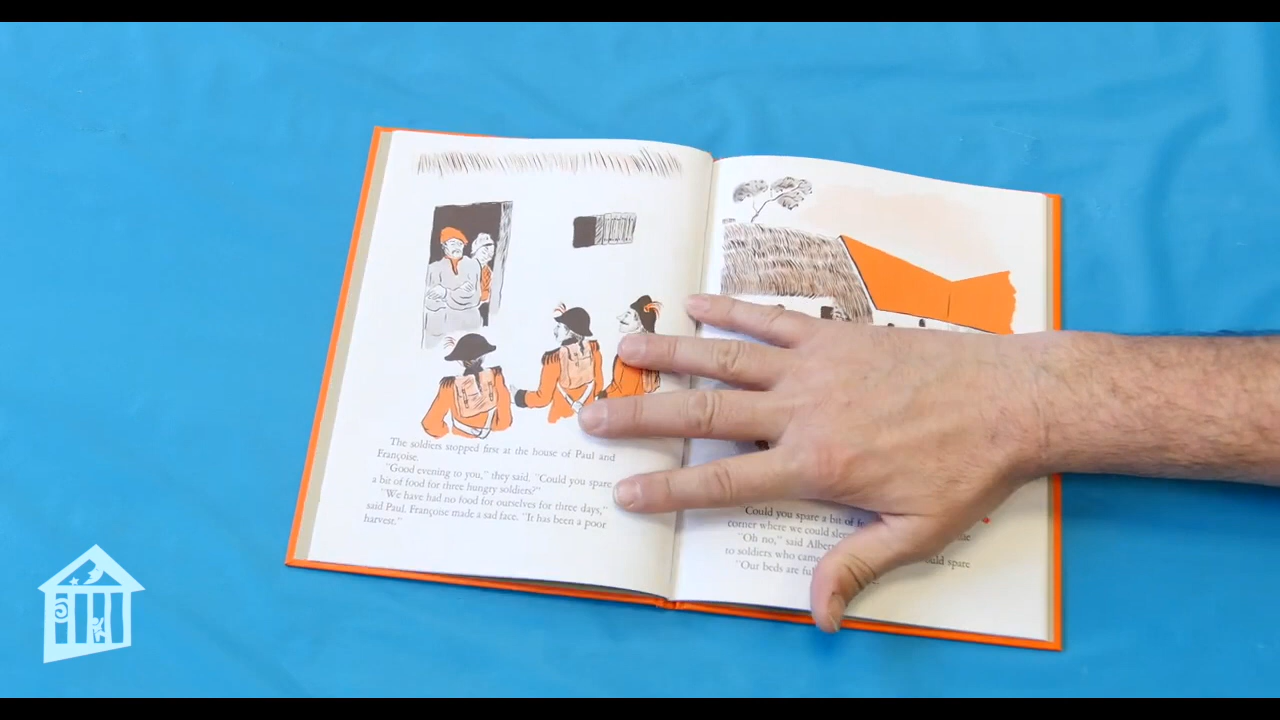 The soldiers stopped first at the house of Paul and
Françoise.
"Good evening to you," they said. "Could you spare
a bit of food for three hungry soldiers?"
"We have had no food for ourselves for three days,"
said Paul. Françoise made a sad face. "It has been a poor
harvest."
Could you spare a bit of
corner where we could
"Oh no," said
to soldiers who came spare
"Our beds are